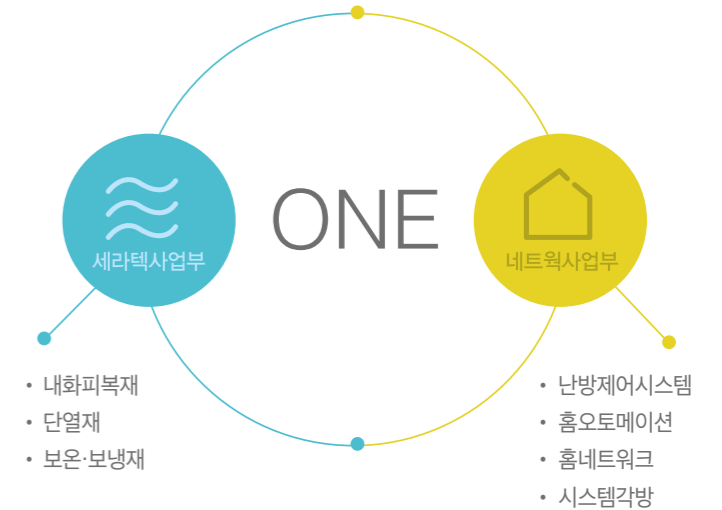 ONE
세라텍사업부
네트웍사업부
• 내화피복재
• 단열재
• 보온·보냉재
• 난방제어시스템
• 홈오토메이션
• 홈네트워크
• 시스템각방